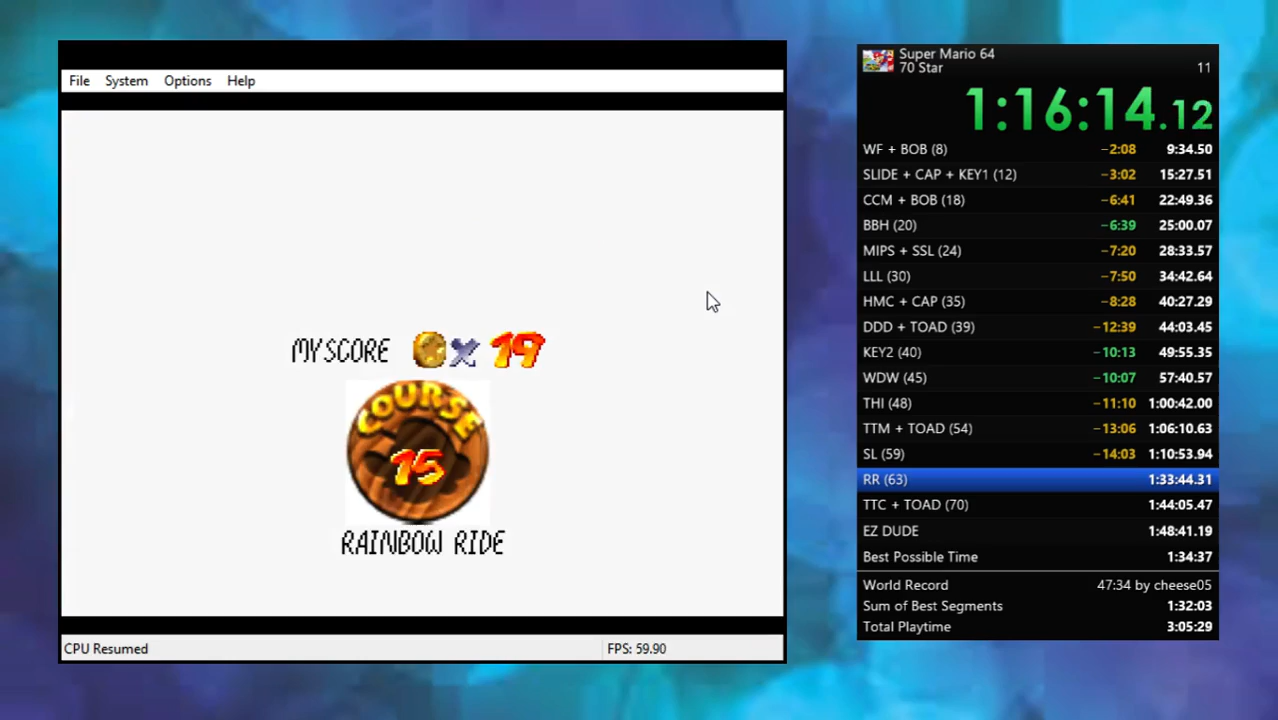 File System Options Help
MY SCORE × 19
COURSE
15
RAINBOW RIDE
CPU Resumed FPS: 59.90
Super Mario 64
70 Star 11
1:16:14.12
WF + BOB (8) −2:08 9:34.50
SLIDE + CAP + KEY1 (12) −3:02 15:27.51
CCM + BOB (18) −6:41 22:49.36
BBH (20) −6:39 25:00.07
MIPS + SSL (24) −7:20 28:33.57
LLL (30) −7:50 34:42.64
HMC + CAP (35) −8:28 40:27.29
DDD + TOAD (39) −12:39 44:03.45
KEY2 (40) −10:13 49:55.35
WDW (45) −10:07 57:40.57
THI (48) −11:10 1:00:42.00
TTM + TOAD (54) −13:06 1:06:10.63
SL (59) −14:03 1:10:53.94
RR (63) 1:33:44.31
TTC + TOAD (70) 1:44:05.47
EZ DUDE 1:48:41.19
Best Possible Time 1:34:37
World Record 47:34 by cheese05
Sum of Best Segments 1:32:03
Total Playtime 3:05:29